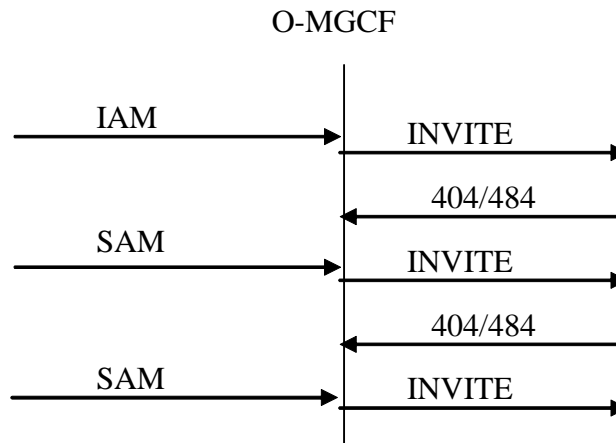 O-MGCF
IAM
INVITE
404/484
SAM
INVITE
404/484
SAM
INVITE